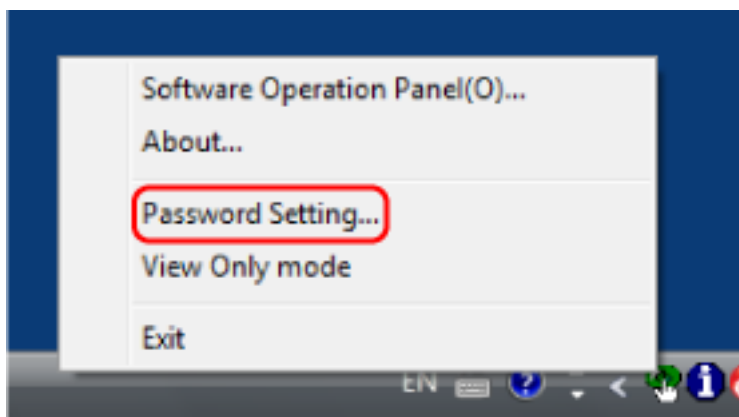 Software Operation Panel(O)...
About...
Password Setting...
View Only mode
Exit
EN